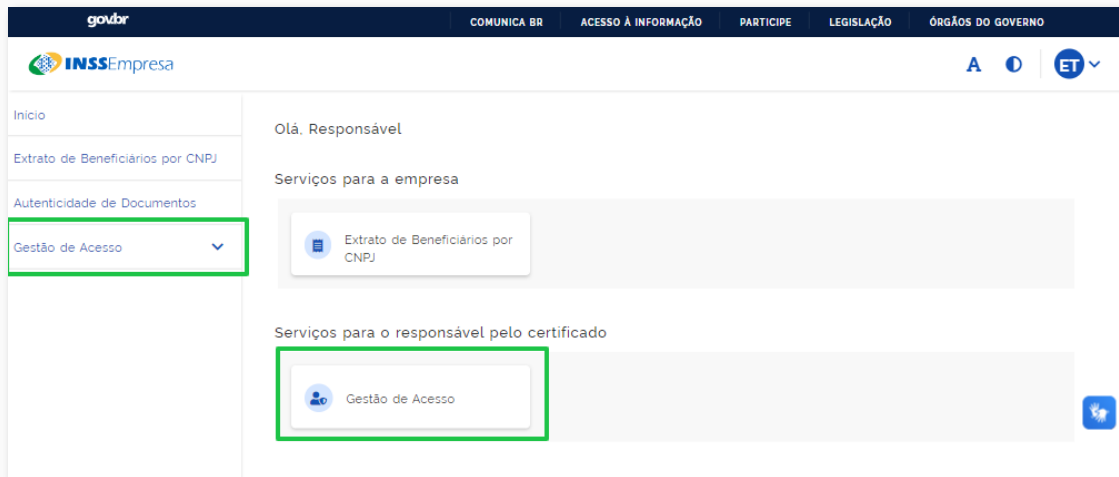 gov.br
COMUNICA BR
ACESSO À INFORMAÇÃO
PARTICIPE
LEGISLAÇÃO
ÓRGÃOS DO GOVERNO
INSSEmpresa
A
ET
Início
Extrato de Beneficiários por CNPJ
Autenticidade de Documentos
Gestão de Acesso
Olá, Responsável
Serviços para a empresa
Extrato de Beneficiários por
CNPJ
Serviços para o responsável pelo certificado
Gestão de Acesso